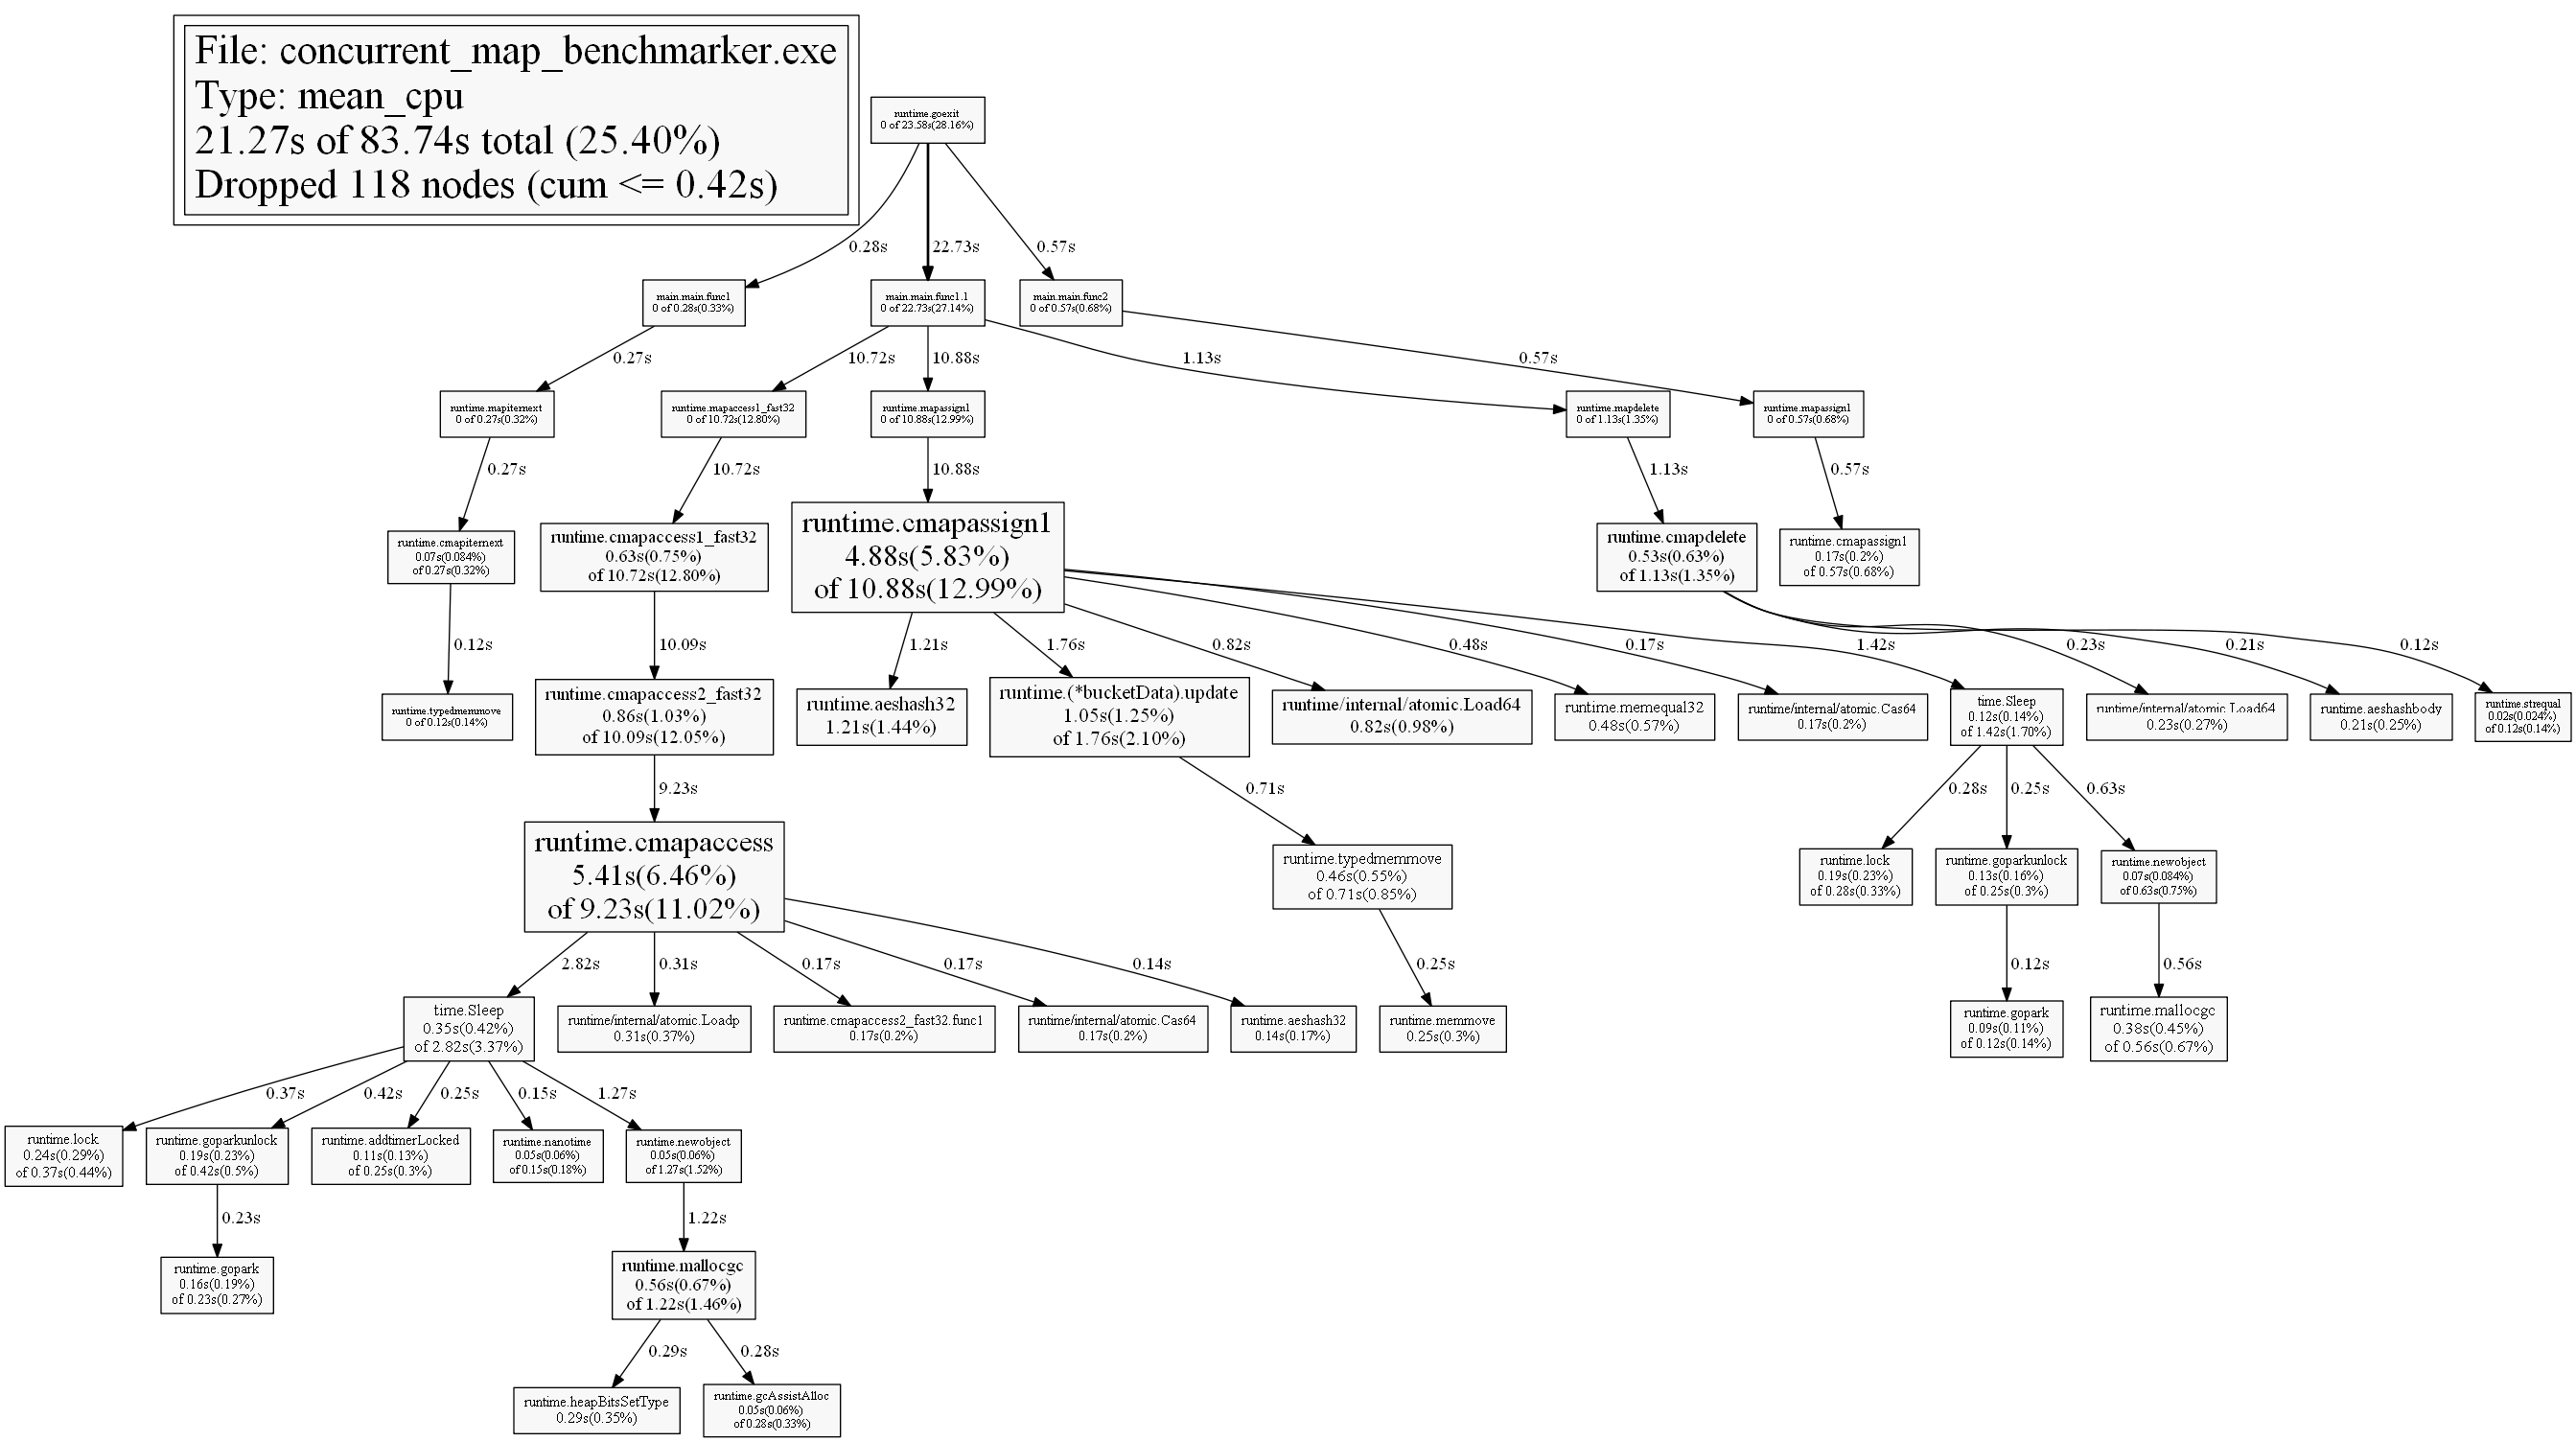 File: concurrent_map_benchmarker.exe
Type: mean_cpu
21.27s of 83.74s total (25.40%)
Dropped 118 nodes (cum <= 0.42s)
runtime.goexit
0 of 23.58s(28.16%)
0.28s
22.73s
0.57s
main.main.func1
0 of 0.28s(0.33%)
main.main.func1.1
0 of 22.73s(27.14%)
main.main.func2
0 of 0.57s(0.68%)
0.27s
10.72s
10.88s
1.13s
0.57s
runtime.mapiternext
0 of 0.27s(0.32%)
runtime.mapaccess1_fast32
0 of 10.72s(12.80%)
runtime.mapassign1
0 of 10.88s(12.99%)
runtime.mapdelete
0 of 1.13s(1.35%)
runtime.mapassign1
0 of 0.57s(0.68%)
0.27s
10.72s
10.88s
1.13s
0.57s
runtime.cmapiternext
0.07s(0.084%)
of 0.27s(0.32%)
runtime.cmapaccess1_fast32
0.63s(0.75%)
of 10.72s(12.80%)
runtime.cmapassign1
4.88s(5.83%)
of 10.88s(12.99%)
runtime.cmapdelete
0.53s(0.63%)
of 1.13s(1.35%)
runtime.cmapassign1
0.17s(0.2%)
of 0.57s(0.68%)
0.12s
10.09s
1.21s
1.76s
0.82s
0.48s
0.17s
1.42s
0.23s
0.21s
0.12s
runtime.typedmemmove
0 of 0.12s(0.14%)
runtime.cmapaccess2_fast32
0.86s(1.03%)
of 10.09s(12.05%)
runtime.aeshash32
1.21s(1.44%)
runtime.(*bucketData).update
1.05s(1.25%)
of 1.76s(2.10%)
runtime/internal/atomic.Load64
0.82s(0.98%)
runtime.memequal32
0.48s(0.57%)
runtime/internal/atomic.Cas64
0.17s(0.2%)
time.Sleep
0.12s(0.14%)
of 1.42s(1.70%)
runtime/internal/atomic.Load64
0.23s(0.27%)
runtime.aeshashbody
0.21s(0.25%)
runtime.strequal
0.02s(0.024%)
of 0.12s(0.14%)
9.23s
0.71s
0.28s
0.25s
0.63s
runtime.cmapaccess
5.41s(6.46%)
of 9.23s(11.02%)
runtime.typedmemmove
0.46s(0.55%)
of 0.71s(0.85%)
runtime.lock
0.19s(0.23%)
of 0.28s(0.33%)
runtime.goparkunlock
0.13s(0.16%)
of 0.25s(0.3%)
runtime.newobject
0.07s(0.084%)
of 0.63s(0.75%)
2.82s
0.31s
0.17s
0.17s
0.14s
0.25s
0.12s
0.56s
time.Sleep
0.35s(0.42%)
of 2.82s(3.37%)
runtime/internal/atomic.Loadp
0.31s(0.37%)
runtime.cmapaccess2_fast32.func1
0.17s(0.2%)
runtime/internal/atomic.Cas64
0.17s(0.2%)
runtime.aeshash32
0.14s(0.17%)
runtime.memmove
0.25s(0.3%)
runtime.gopark
0.09s(0.11%)
of 0.12s(0.14%)
runtime.mallocgc
0.38s(0.45%)
of 0.56s(0.67%)
0.37s
0.42s
0.25s
0.15s
1.27s
runtime.lock
0.24s(0.29%)
of 0.37s(0.44%)
runtime.goparkunlock
0.19s(0.23%)
of 0.42s(0.5%)
runtime.addtimerLocked
0.11s(0.13%)
of 0.25s(0.3%)
runtime.nanotime
0.05s(0.06%)
of 0.15s(0.18%)
runtime.newobject
0.05s(0.06%)
of 1.27s(1.52%)
0.23s
1.22s
runtime.gopark
0.16s(0.19%)
of 0.23s(0.27%)
runtime.mallocgc
0.56s(0.67%)
of 1.22s(1.46%)
0.29s
0.28s
runtime.heapBitsSetType
0.29s(0.35%)
runtime.gcAssistAlloc
0.05s(0.06%)
of 0.28s(0.33%)